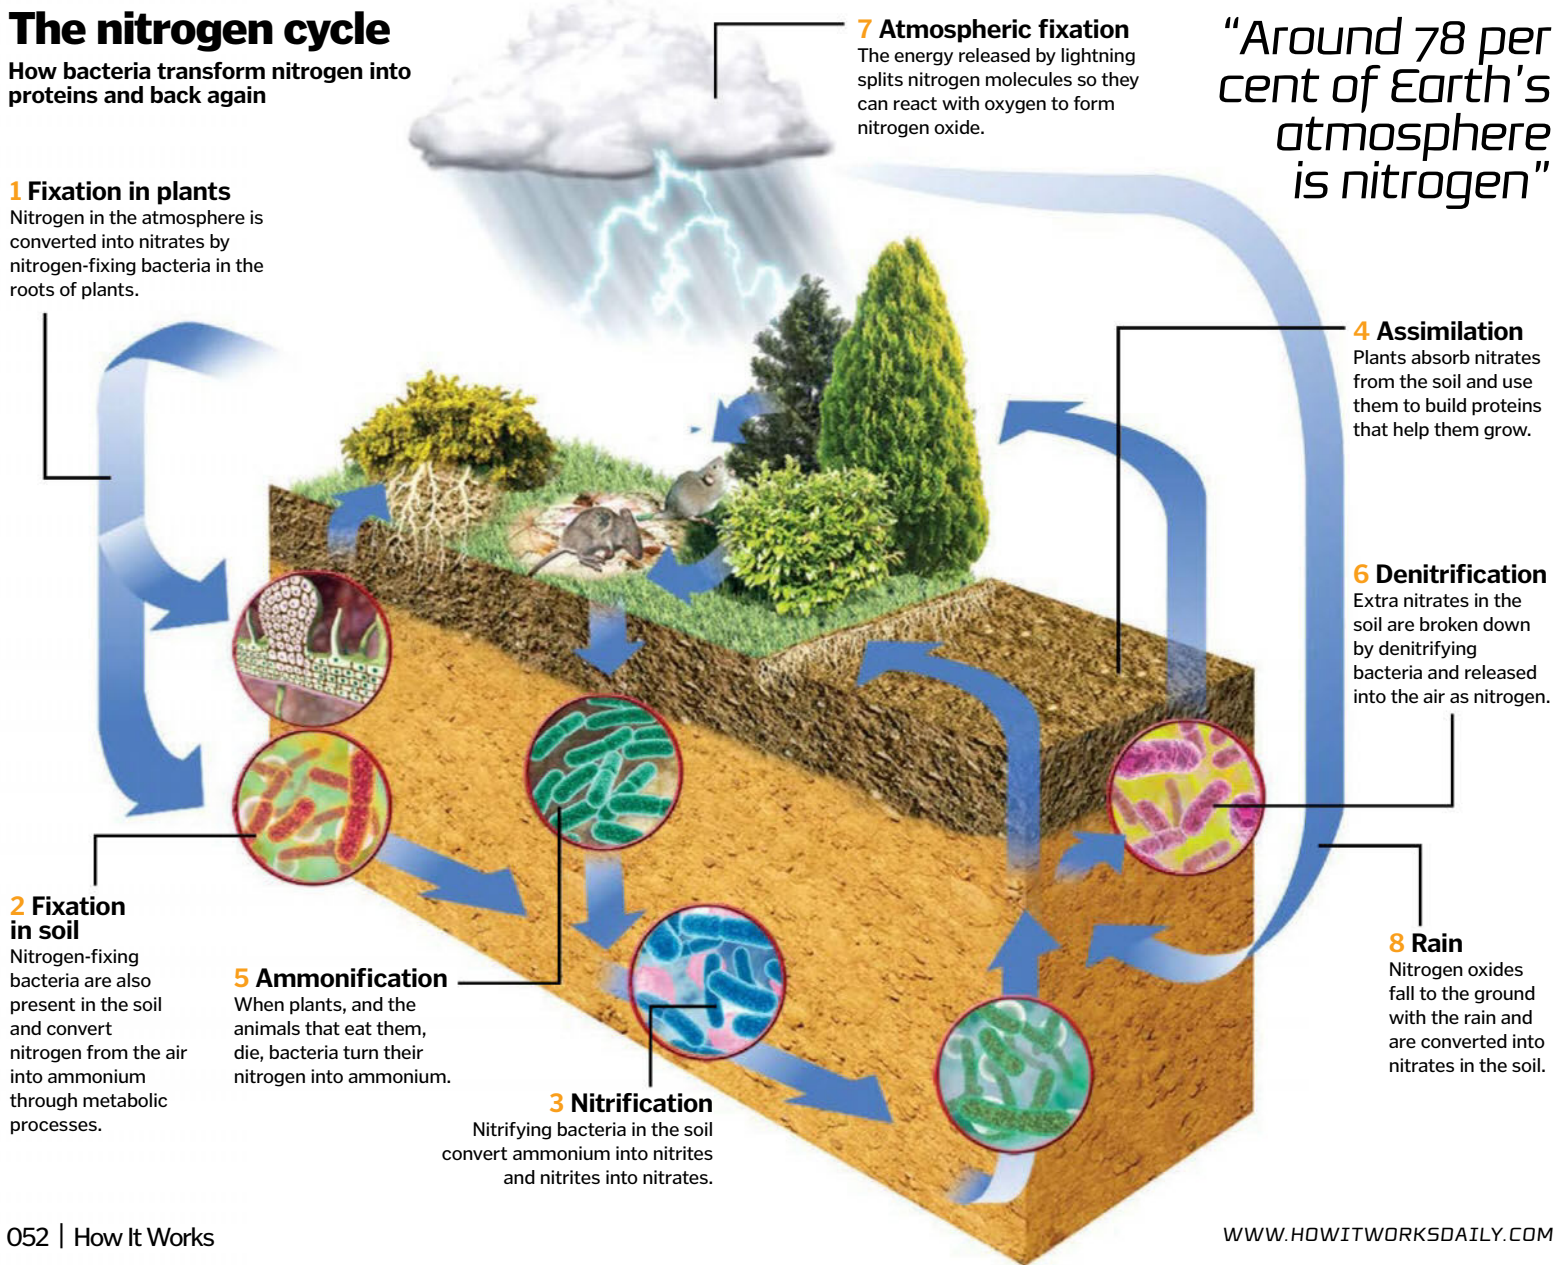 The nitrogen cycle
How bacteria transform nitrogen into
proteins and back again
1 Fixation in plants
Nitrogen in the atmosphere is
converted into nitrates by
nitrogen-fixing bacteria in the
roots of plants.
7 Atmospheric fixation
The energy released by lightning
splits nitrogen molecules so they
can react with oxygen to form
nitrogen oxide.
“Around 78 per
cent of Earth’s
atmosphere
is nitrogen”
4 Assimilation
Plants absorb nitrates
from the soil and use
them to build proteins
that help them grow.
6 Denitrification
Extra nitrates in the
soil are broken down
by denitrifying
bacteria and released
into the air as nitrogen.
2 Fixation
in soil
Nitrogen-fixing
bacteria are also
present in the soil
and convert
nitrogen from the air
into ammonium
through metabolic
processes.
5 Ammonification
When plants, and the
animals that eat them,
die, bacteria turn their
nitrogen into ammonium.
3 Nitrification
Nitrifying bacteria in the soil
convert ammonium into nitrites
and nitrites into nitrates.
8 Rain
Nitrogen oxides
fall to the ground
with the rain and
are converted into
nitrates in the soil.
052 | How It Works
WWW.HOWITWORKSDAILY.COM